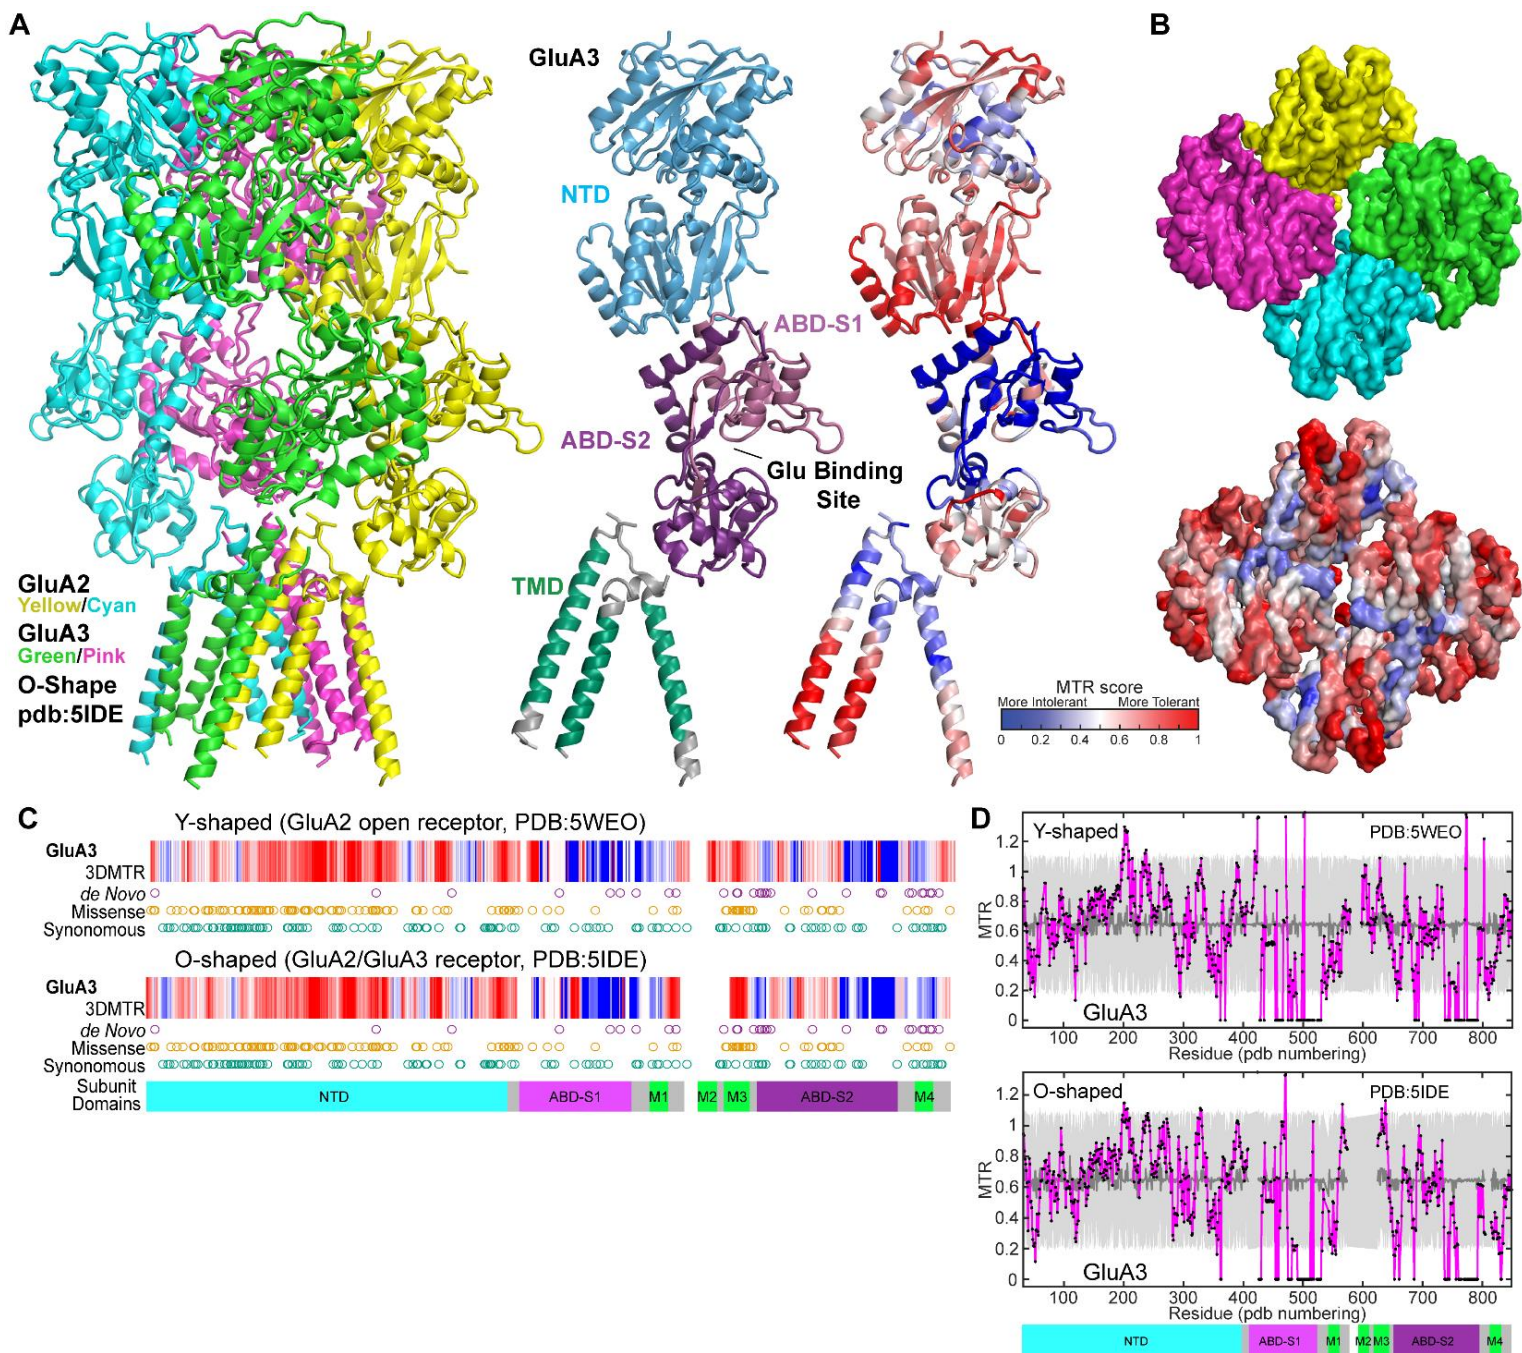 A
GluA3
NTD
ABD-S1
ABD-S2
Glu Binding
Site
TMD
GluA2
Yellow/Cyan
GluA3
Green/Pink
O-Shape
pdb:5IDE
MTR score
More Intolerant More Tolerant
0 0.2 0.4 0.6 0.8 1
B
C
Y-shaped (GluA2 open receptor, PDB:5WEO)
GluA3
3DMTR
de Novo
Missense
Synonomous
O-shaped (GluA2/GluA3 receptor, PDB:5IDE)
GluA3
3DMTR
de Novo
Missense
Synonomous
Subunit
Domains
NTD ABD-S1 M1 M2 M3 ABD-S2 M4
D
Y-shaped PDB:5WEO
MTR
1.2
1
0.8
0.6
0.4
0.2
0
GluA3
100 200 300 400 500 600 700 800
Residue (pdb numbering)
O-shaped PDB:5IDE
MTR
1.2
1
0.8
0.6
0.4
0.2
0
GluA3
100 200 300 400 500 600 700 800
Residue (pdb numbering)
NTD ABD-S1 M1 M2 M3 ABD-S2 M4